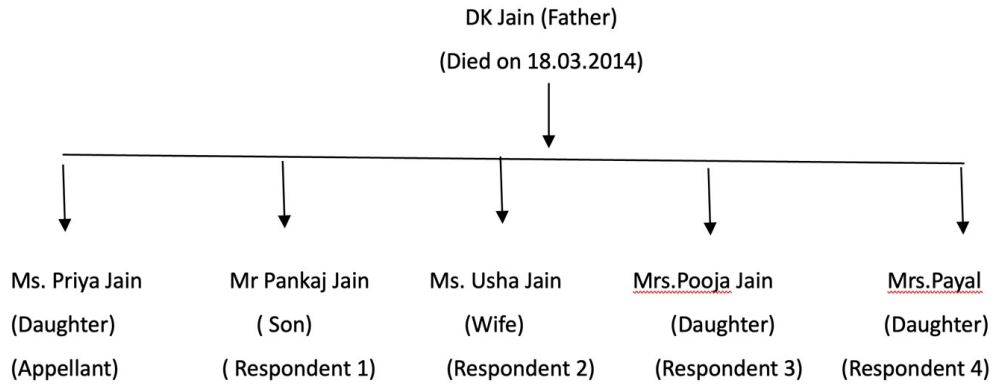 DK Jain (Father)
(Died on 18.03.2014)
Ms. Priya Jain
(Daughter)
(Appellant)
Mr Pankaj Jain
( Son)
( Respondent 1)
Ms. Usha Jain
(Wife)
(Respondent 2)
Mrs.Pooja Jain
(Daughter)
(Respondent 3)
Mrs.Payal
(Daughter)
(Respondent 4)